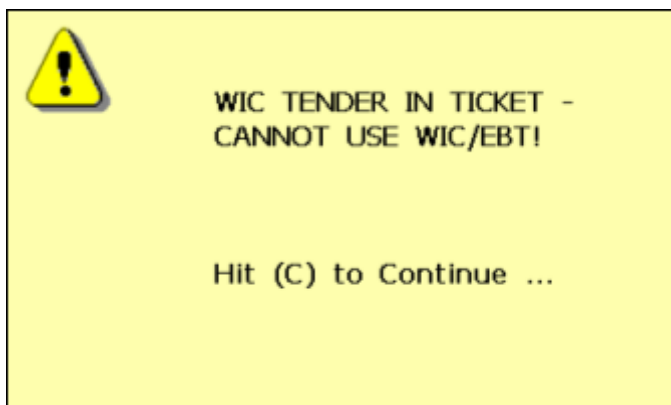 WIC TENDER IN TICKET -
CANNOT USE WIC/EBT!
Hit (C) to Continue ...